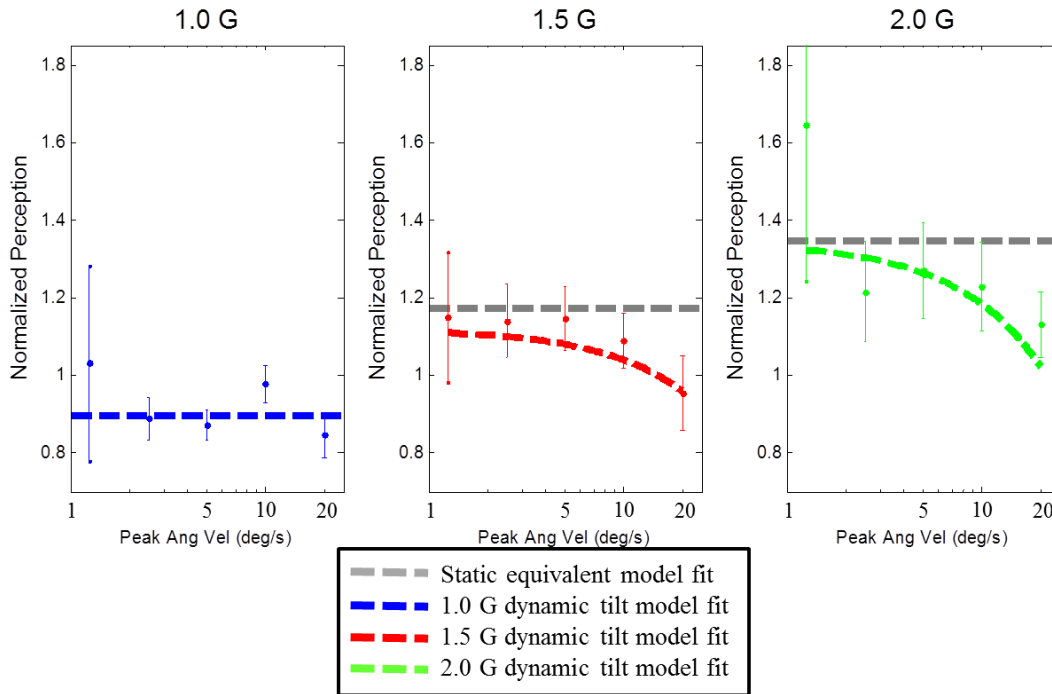 1.0 G
1.5 G
2.0 G
Normalized Perception
1.8
1.6
1.4
1.2
1
0.8
1
5
10
20
Peak Ang Vel (deg/s)
Normalized Perception
1.8
1.6
1.4
1.2
1
0.8
1
5
10
20
Peak Ang Vel (deg/s)
Normalized Perception
1.8
1.6
1.4
1.2
1
0.8
1
5
10
20
Peak Ang Vel (deg/s)
Static equivalent model fit
1.0 G dynamic tilt model fit
1.5 G dynamic tilt model fit
2.0 G dynamic tilt model fit